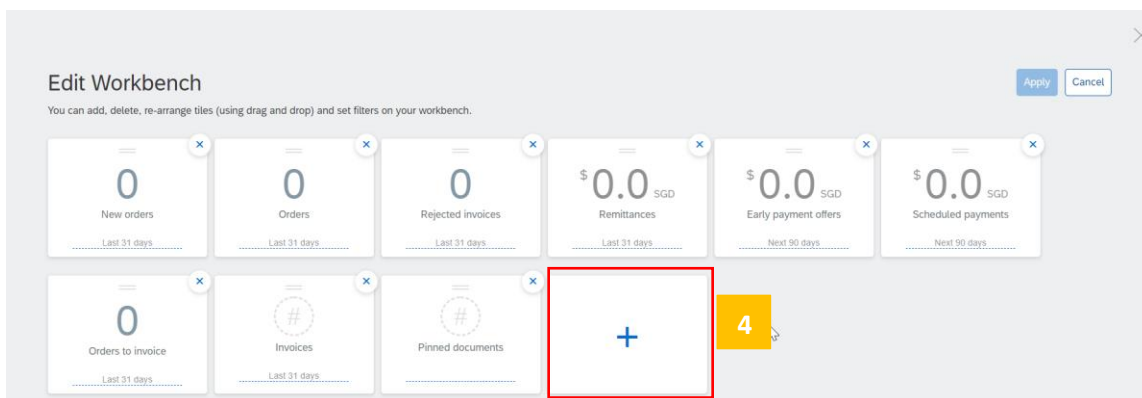 Edit Workbench
Apply
Cancel
You can add, delete, re-arrange tiles (using drag and drop) and set filters on your workbench.
0
New orders
Last 31 days
0
Orders
Last 31 days
0
Rejected invoices
Last 31 days
$ 0.0 SGD
Remittances
Last 31 days
$ 0.0 SGD
Early payment offers
Next 90 days
$ 0.0 SGD
Scheduled payments
Next 90 days
0
Orders to invoice
Last 31 days
#
Invoices
Last 31 days
#
Pinned documents
+
4